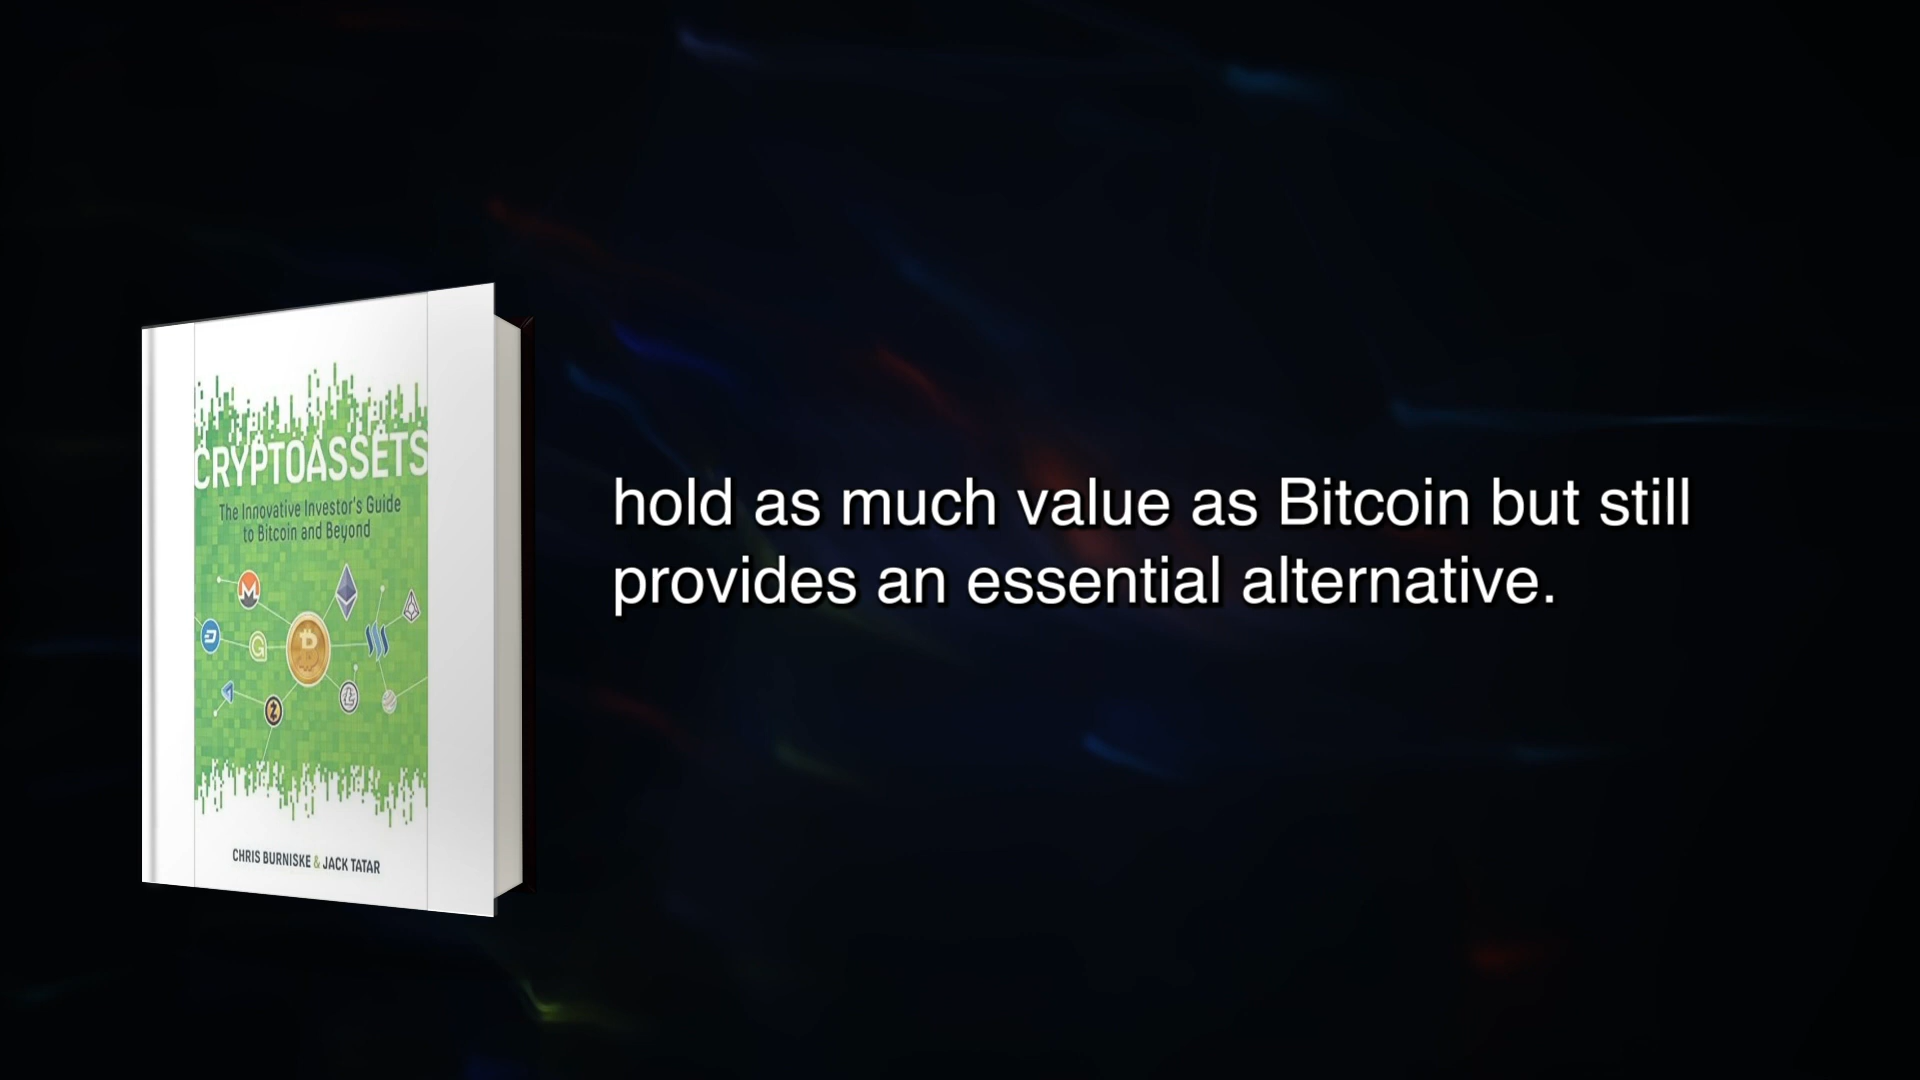 CRYPTOASSETS
The Innovative Investor's Guide
to Bitcoin and Beyond
CHRIS BURNISKE & JACK TATAR
hold as much value as Bitcoin but still
provides an essential alternative.